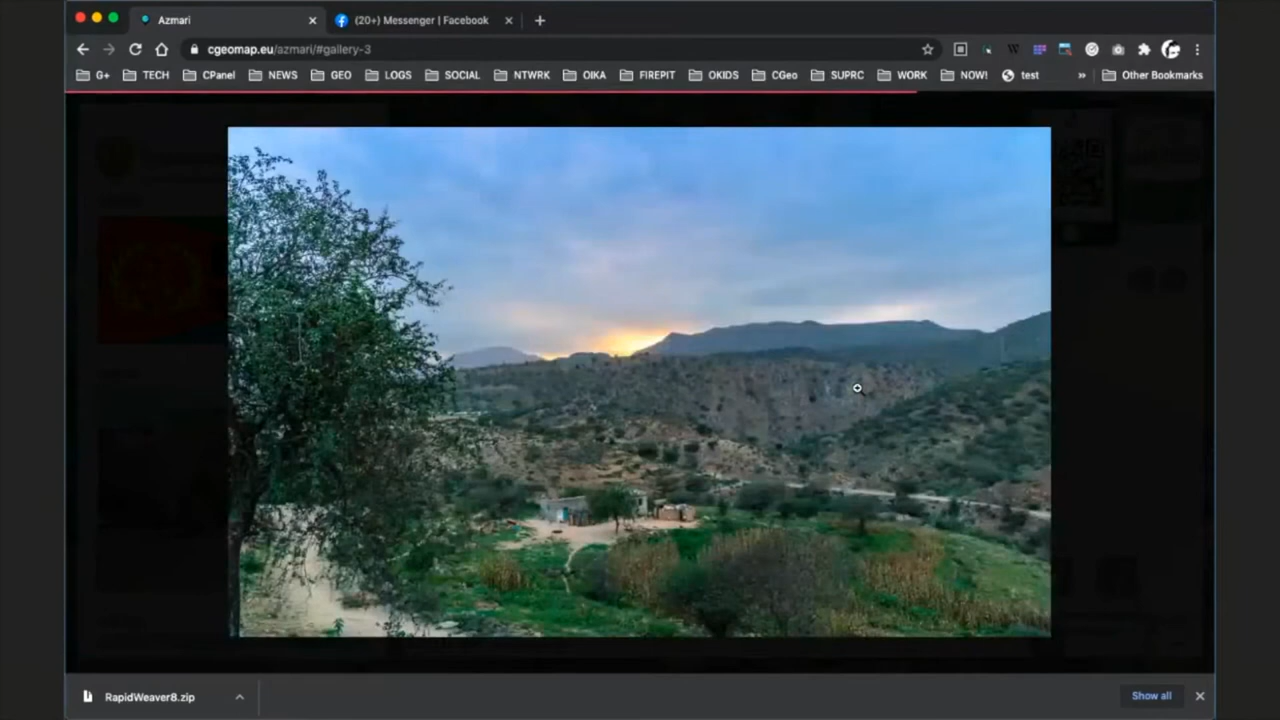 Azmari
(20+) Messenger | Facebook
cgeomap.eu/azmari/#gallery-3
G+ TECH CPanel NEWS GEO LOGS SOCIAL NTWRK OIKA FIREPIT OKIDS CGeo SUPRC WORK NOW! test » Other Bookmarks
RapidWeaver8.zip
Show all